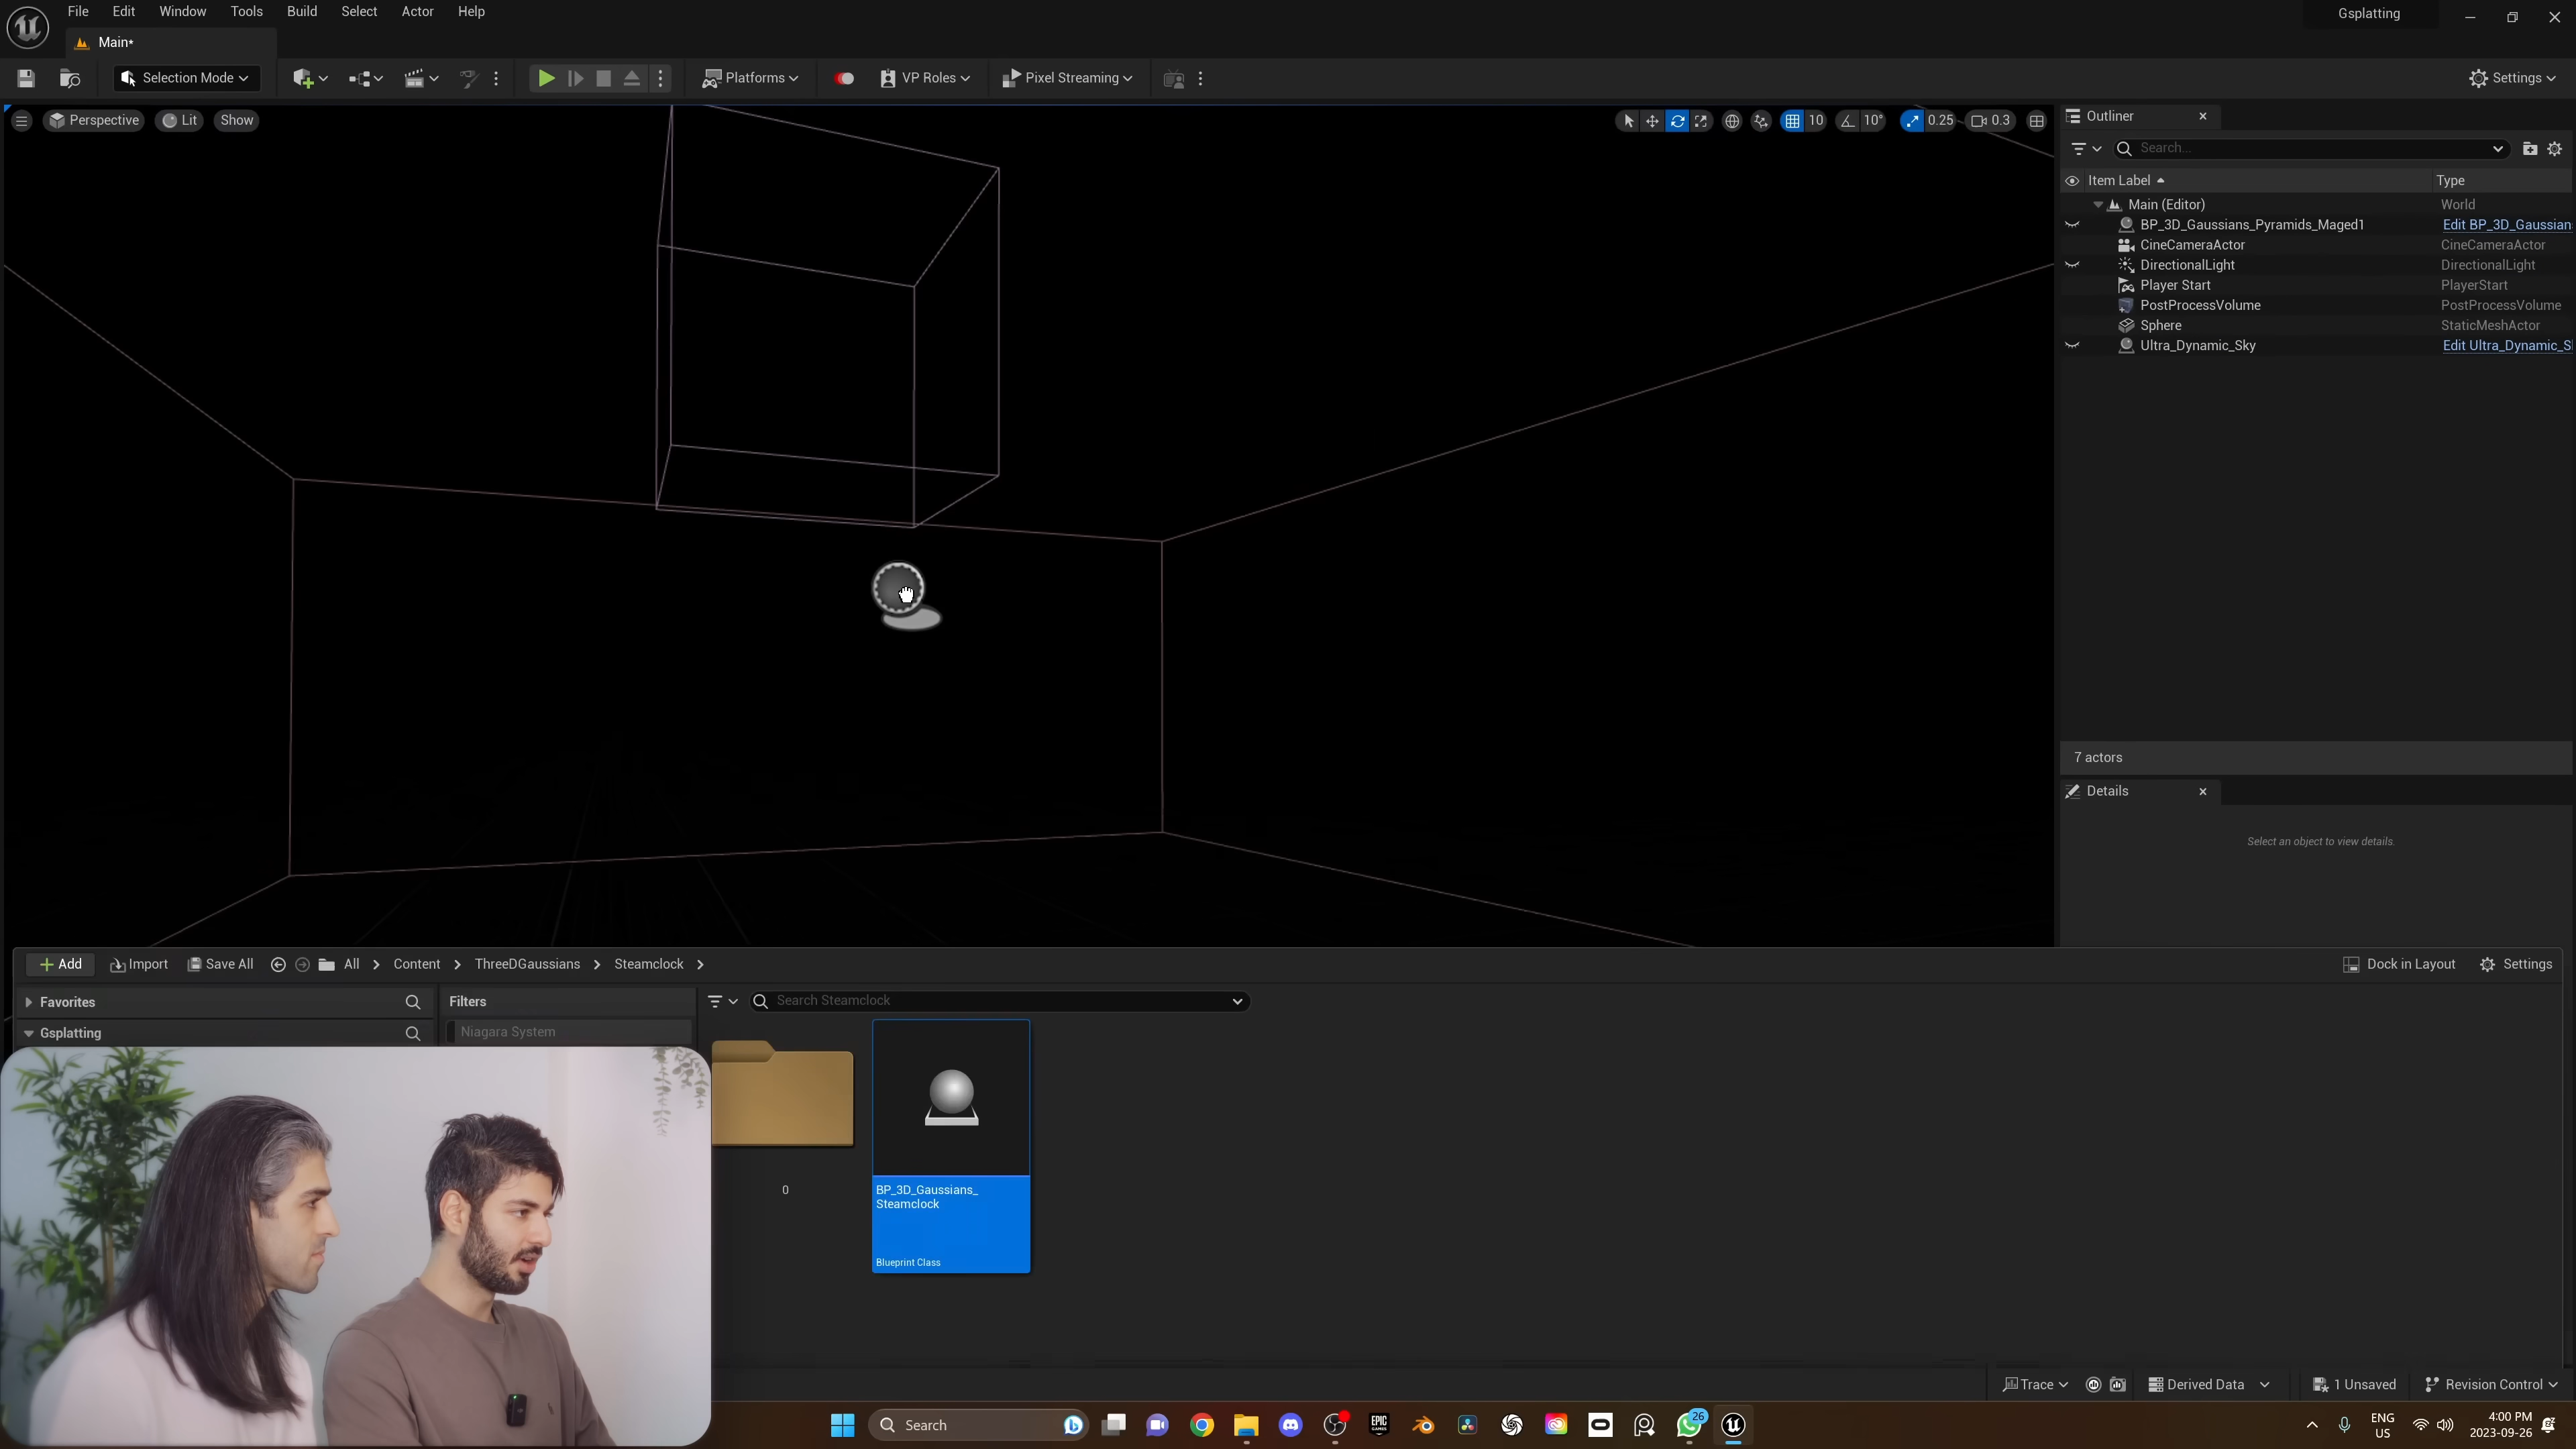 File Edit Window Tools Build Select Actor Help
Gsplatting
Main*
Selection Mode
Platforms
VP Roles
Pixel Streaming
Settings
Perspective Lit Show
10 10° 0.25 0.3
Outliner
Search...
Item Label Type
Main (Editor) World
BP_3D_Gaussians_Pyramids_Maged1 Edit BP_3D_Gaussian
CineCameraActor CineCameraActor
DirectionalLight DirectionalLight
Player Start PlayerStart
PostProcessVolume PostProcessVolume
Sphere StaticMeshActor
Ultra_Dynamic_Sky Edit Ultra_Dynamic_S
7 actors
Details
Select an object to view details.
Add Import Save All All Content ThreeDGaussians Steamclock
Dock in Layout Settings
Favorites
Filters
Search Steamclock
Gsplatting
Niagara System
0
BP_3D_Gaussians_
Steamclock
Blueprint Class
Trace Derived Data 1 Unsaved Revision Control
Search
EPIC
GAMES
26
ENG
US
4:00 PM
2023-09-26